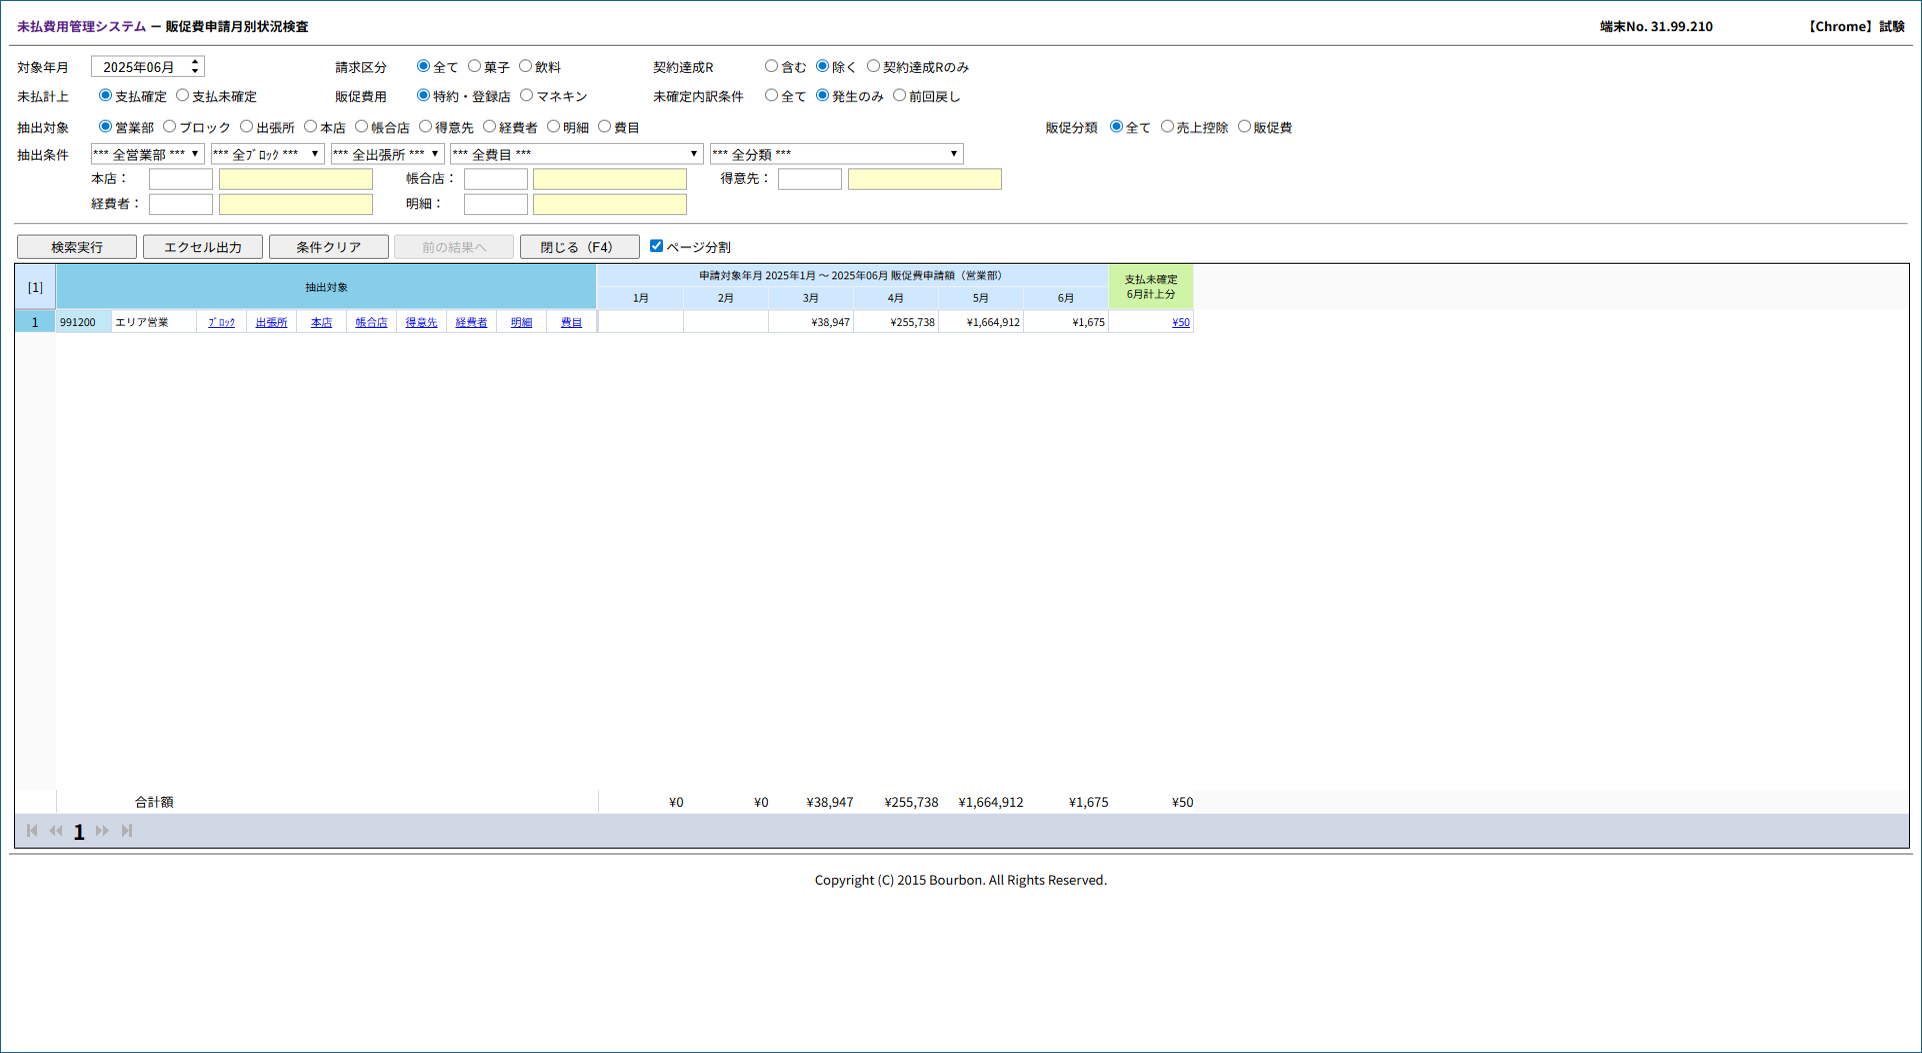 未払費用管理システム － 販促費申請月別状況検査 端末No. 31.99.210 【Chrome】試験
対象年月 2025年06月 請求区分 全て 菓子 飲料 契約達成R 含む 除く 契約達成Rのみ
未払計上 支払確定 支払未確定 販促費用 特約・登録店 マネキン 未確定内訳条件 全て 発生のみ 前回戻し
抽出対象 営業部 ブロック 出張所 本店 帳合店 得意先 経費者 明細 費目 販促分類 全て 売上控除 販促費
抽出条件 *** 全営業部 *** *** 全ﾌﾞﾛｯｸ *** *** 全出張所 *** *** 全費目 *** *** 全分類 ***
本店： 帳合店： 得意先：
経費者： 明細：
検索実行 エクセル出力 条件クリア 前の結果へ 閉じる（F4） ページ分割
[1] 抽出対象 申請対象年月 2025年1月 ～ 2025年06月 販促費申請額（営業部） 支払未確定
6月計上分
1月 2月 3月 4月 5月 6月
1 991200 エリア営業 ﾌﾞﾛｯｸ 出張所 本店 帳合店 得意先 経費者 明細 費目 ¥38,947 ¥255,738 ¥1,664,912 ¥1,675 ¥50
合計額 ¥0 ¥0 ¥38,947 ¥255,738 ¥1,664,912 ¥1,675 ¥50
1
Copyright (C) 2015 Bourbon. All Rights Reserved.